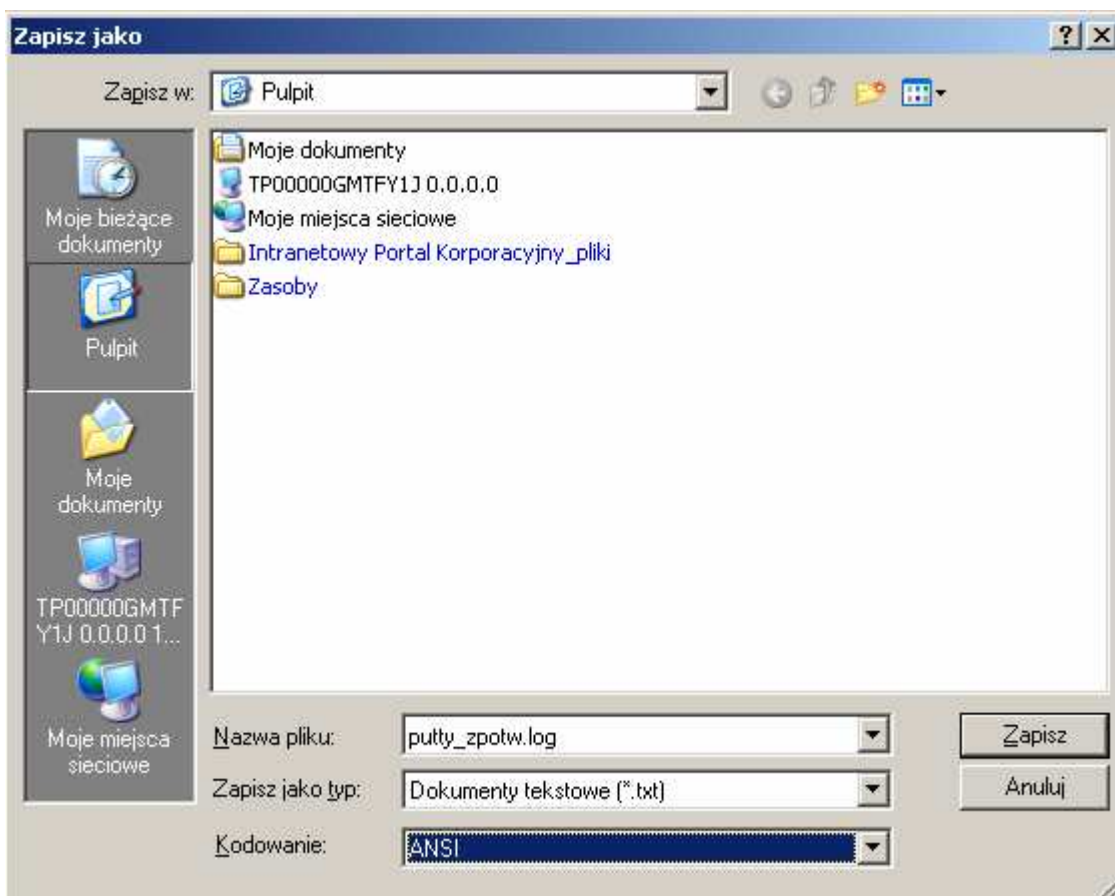 Zapisz jako
Zapisz w:
Pulpit
Moje bieżące
dokumenty
Pulpit
Moje
dokumenty
TP00000GMTF
Y1J 0.0.0.0 1...
Moje miejsca
sieciowe
Moje dokumenty
TP00000GMTFY1J 0.0.0.0
Moje miejsca sieciowe
Intranetowy Portal Korporacyjny_pliki
Zasoby
Nazwa pliku:
putty_zpotw.log
Zapisz
Zapisz jako typ:
Dokumenty tekstowe (*.txt)
Anuluj
Kodowanie:
ANSI